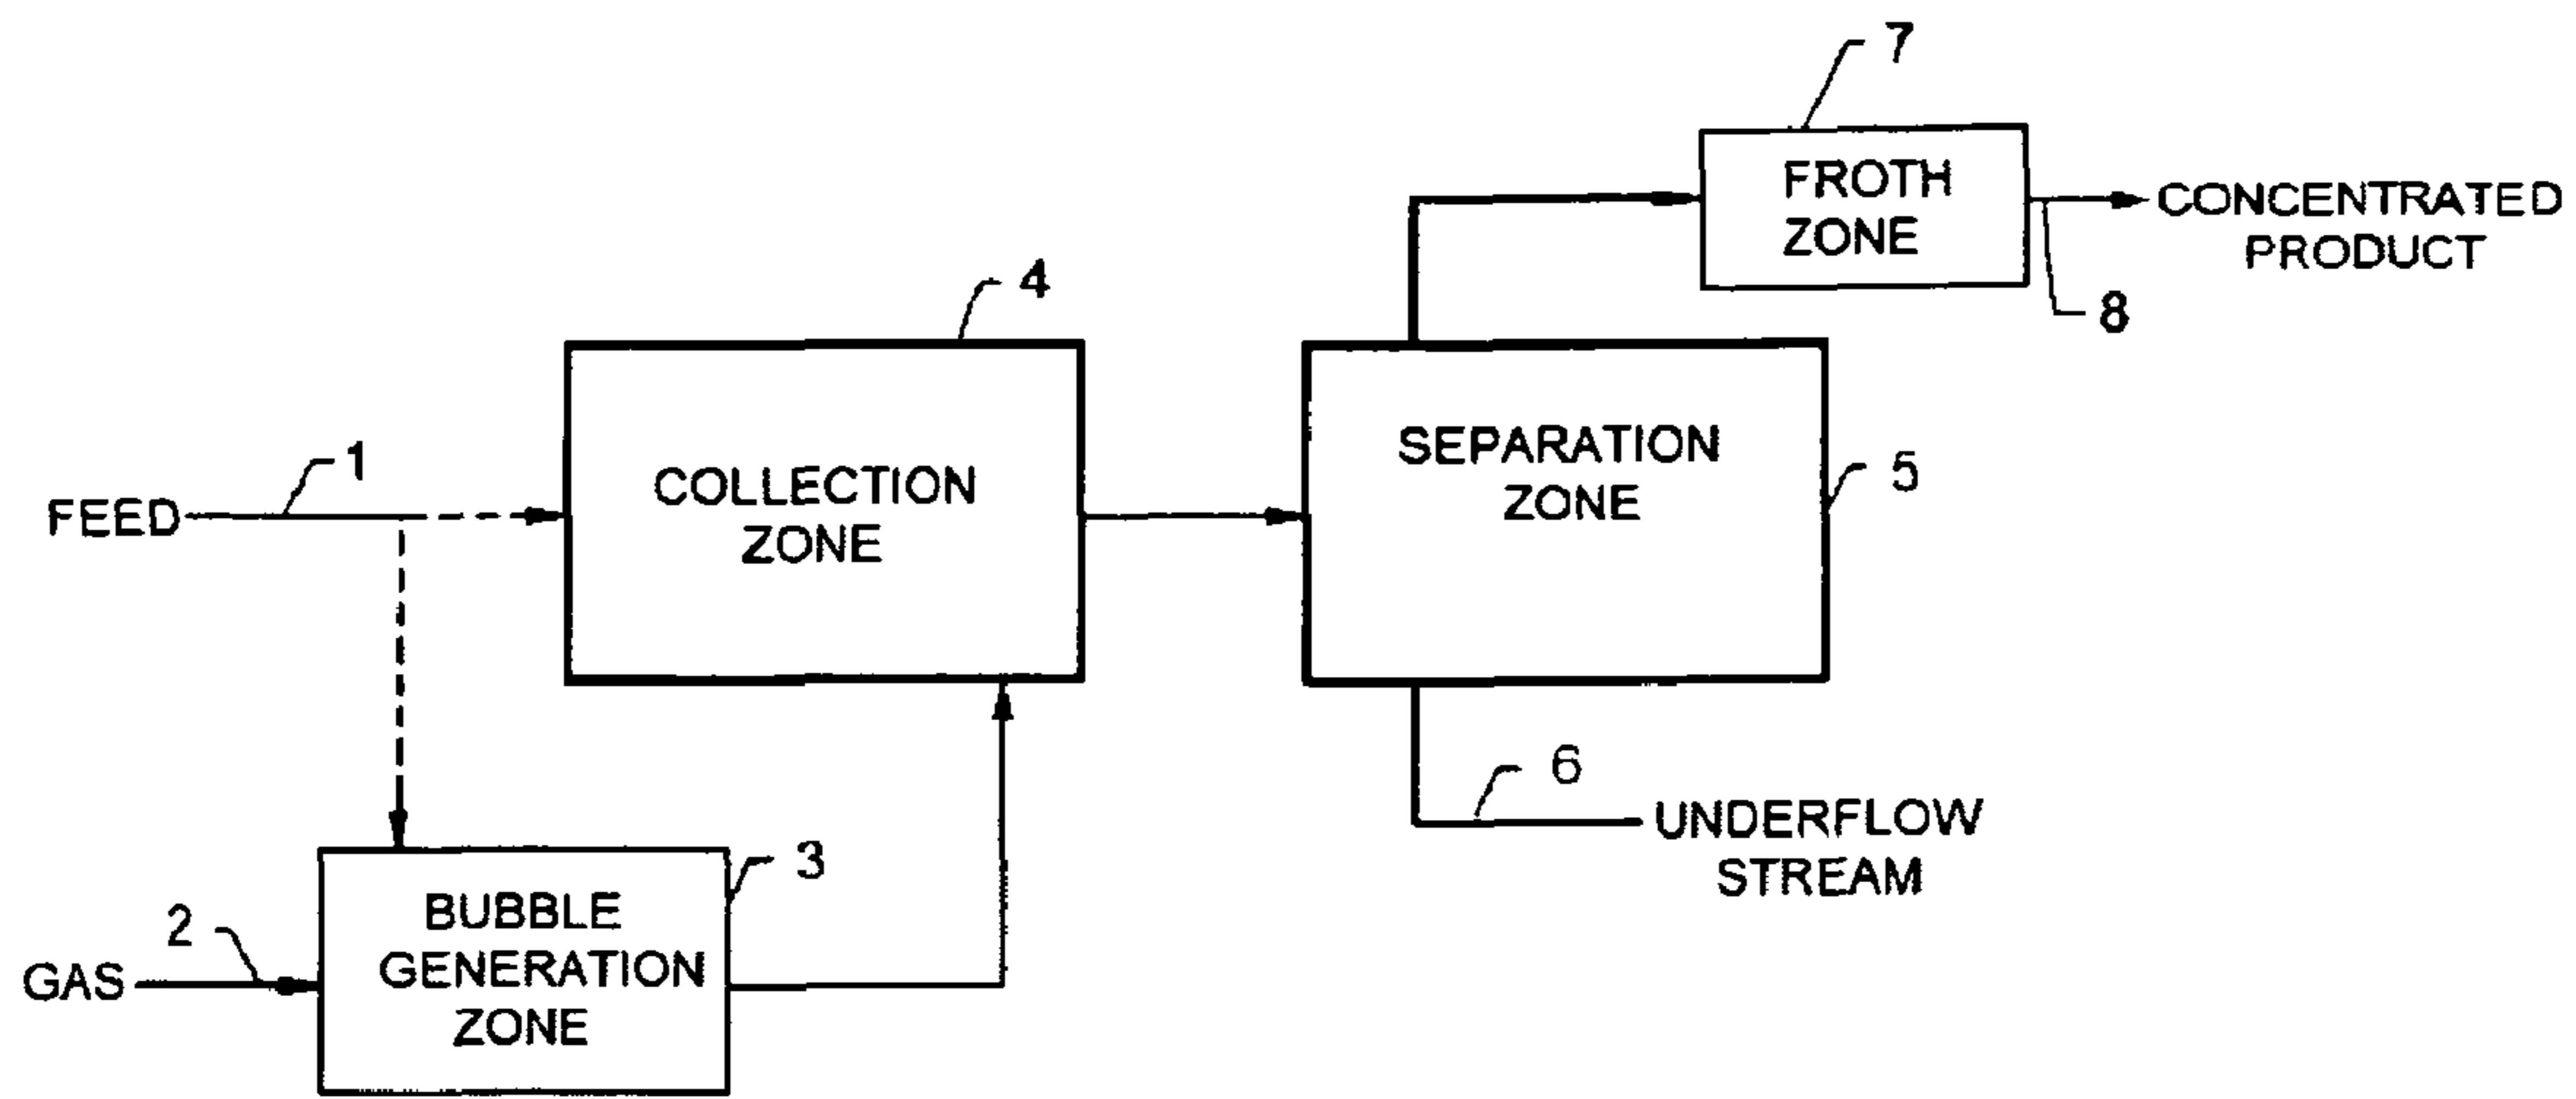 7
FROTH
ZONE
CONCENTRATED
PRODUCT
8
4
COLLECTION
ZONE
SEPARATION
ZONE
5
1
FEED
6
UNDERFLOW
STREAM
3
BUBBLE
GENERATION
ZONE
2
GAS